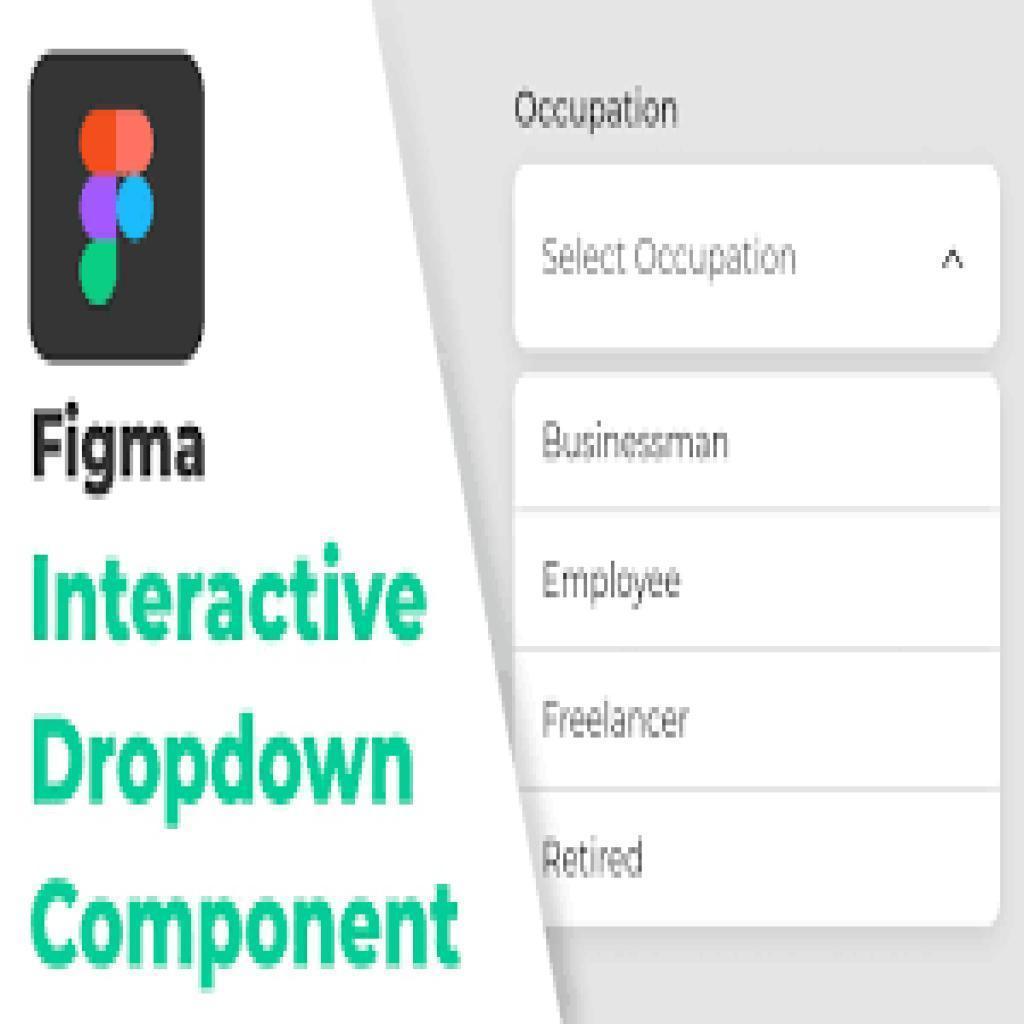 Figma
Interactive
Dropdown
Component
Occupation
Select Occupation
Businessman
Employee
Freelancer
Retired